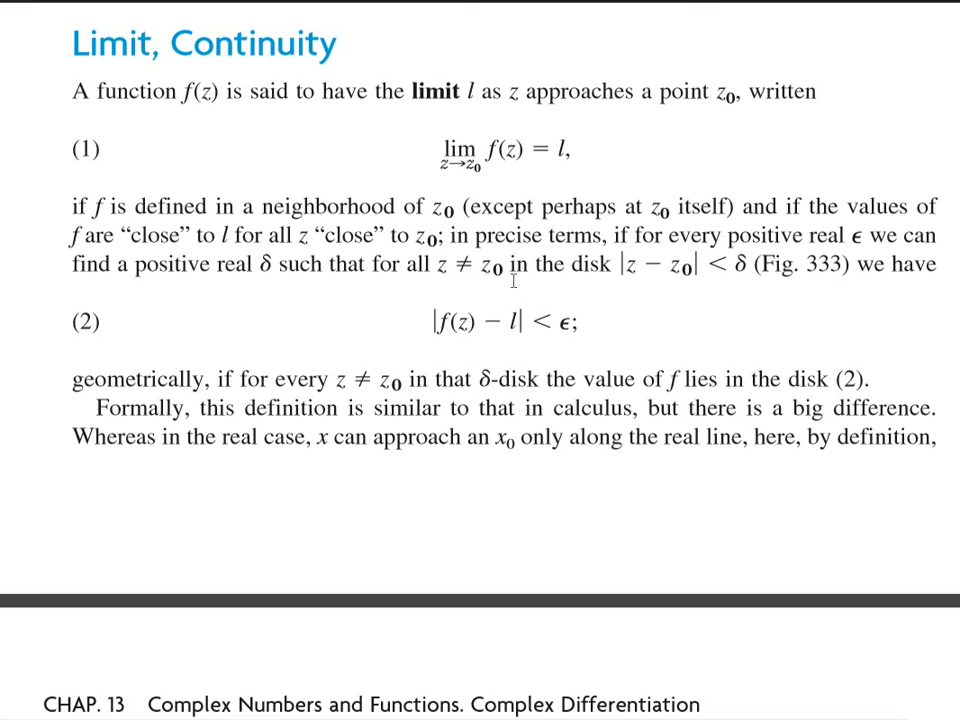 Limit, Continuity
A function f(z) is said to have the limit l as z approaches a point z₀, written
(1) lim z→z₀ f(z) = l,
if f is defined in a neighborhood of z₀ (except perhaps at z₀ itself) and if the values of
f are “close” to l for all z “close” to z₀; in precise terms, if for every positive real ϵ we can
find a positive real δ such that for all z ≠ z₀ in the disk |z − z₀| < δ (Fig. 333) we have
(2) |f(z) − l| < ϵ;
geometrically, if for every z ≠ z₀ in that δ-disk the value of f lies in the disk (2).
Formally, this definition is similar to that in calculus, but there is a big difference.
Whereas in the real case, x can approach an x₀ only along the real line, here, by definition,
CHAP. 13 Complex Numbers and Functions. Complex Differentiation